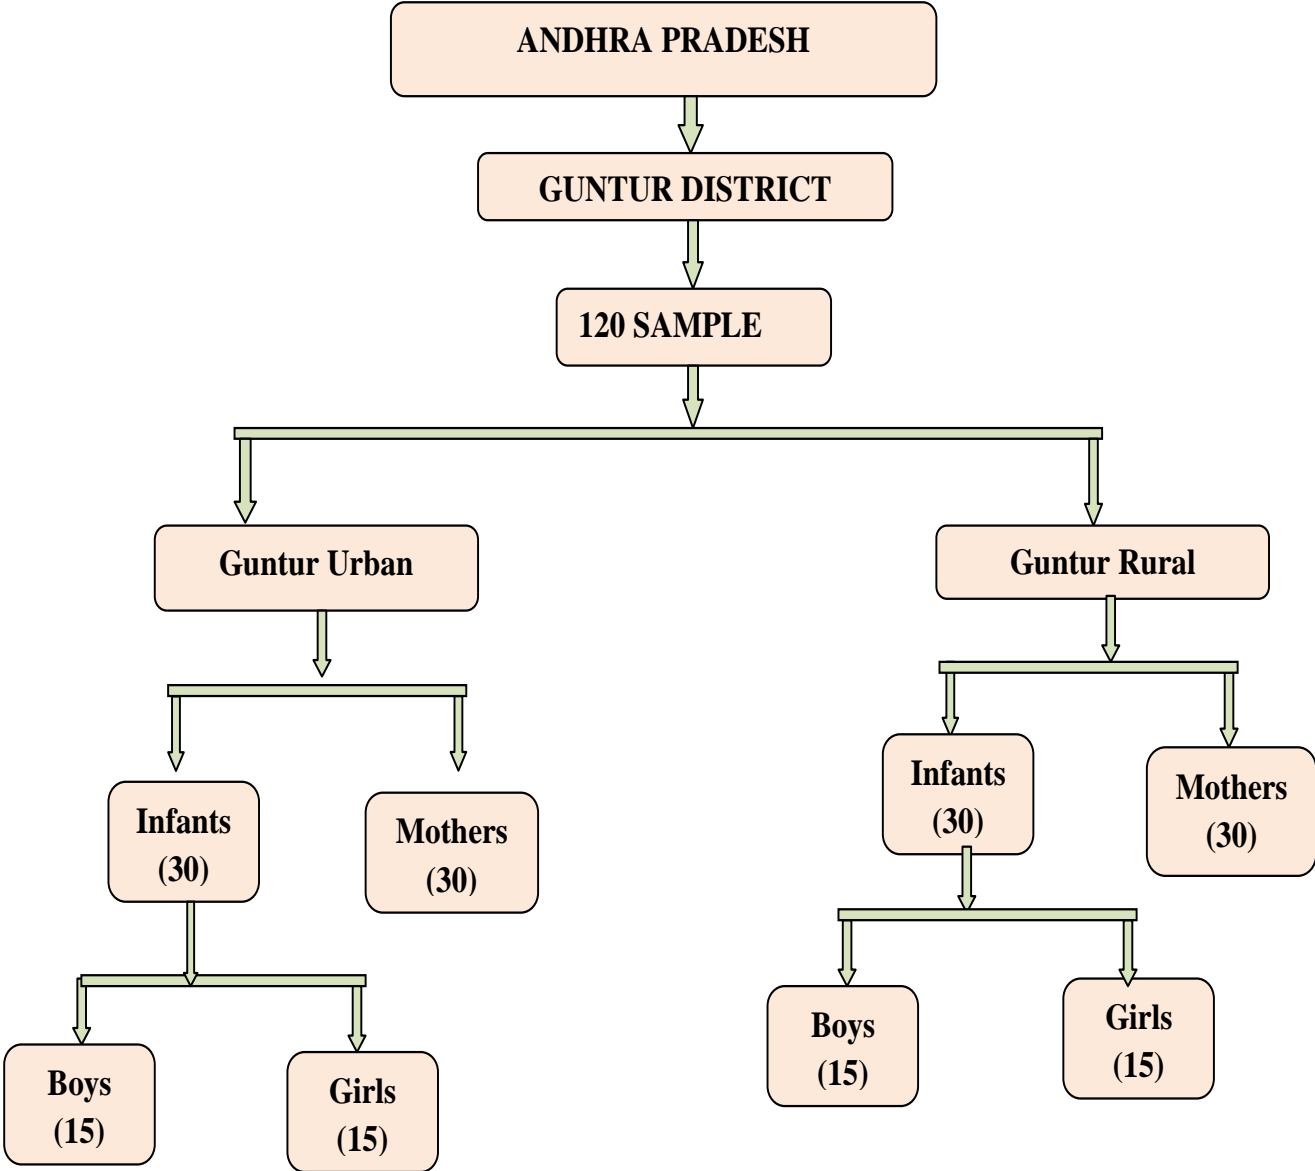 ANDHRA PRADESH
GUNTUR DISTRICT
120 SAMPLE
Guntur Urban
Guntur Rural
Infants
(30)
Mothers
(30)
Infants
(30)
Mothers
(30)
Boys
(15)
Girls
(15)
Boys
(15)
Girls
(15)